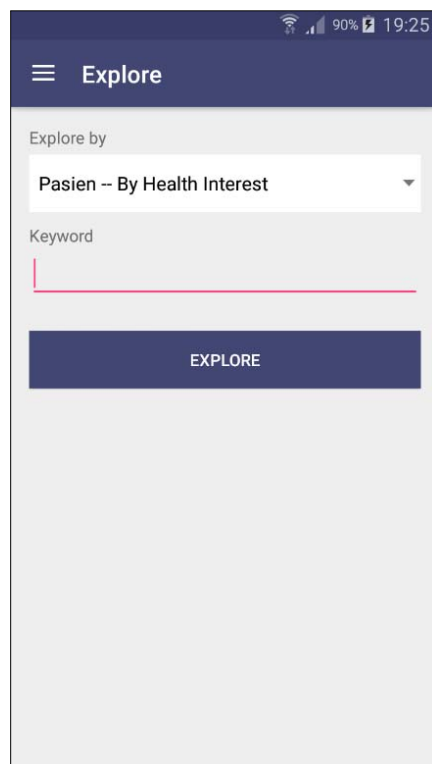 90% 19:25
Explore
Explore by
Pasien -- By Health Interest
Keyword
EXPLORE